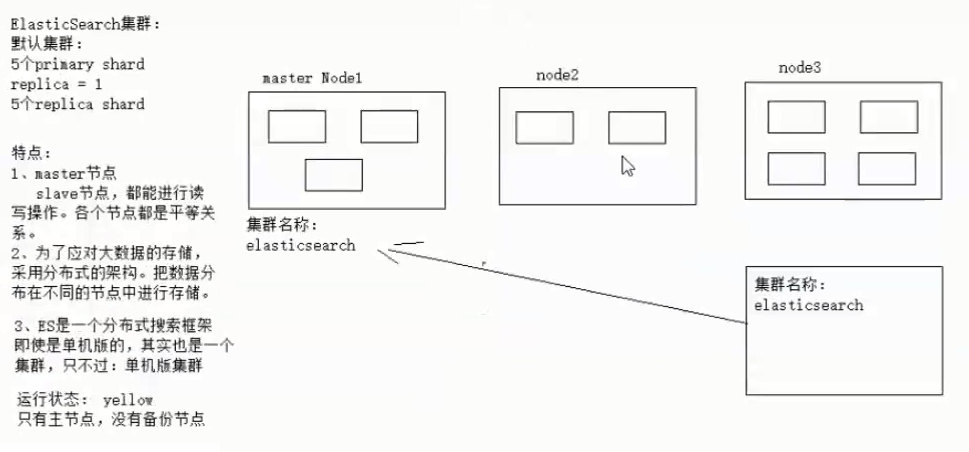 ElasticSearch集群:
默认集群:
5个primary shard
replica = 1
5个replica shard
特点:
1、master节点
slave节点，都能进行读
写操作。各个节点都是平等关
系。
2、为了应对大数据的存储，
采用分布式的架构。把数据分
布在不同的节点中进行存储。
3、ES是一个分布式搜索框架
即使是单机版的，其实也是一个
集群，只不过：单机版集群
运行状态： yellow
只有主节点，没有备份节点
master Node1
node2
node3
集群名称:
elasticsearch
集群名称:
elasticsearch